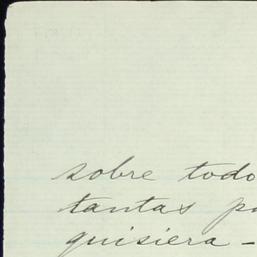 sobre todo
tantas p
quisiera -